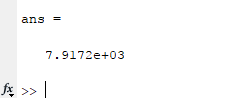 ans =
7.9172e+03
fx >>